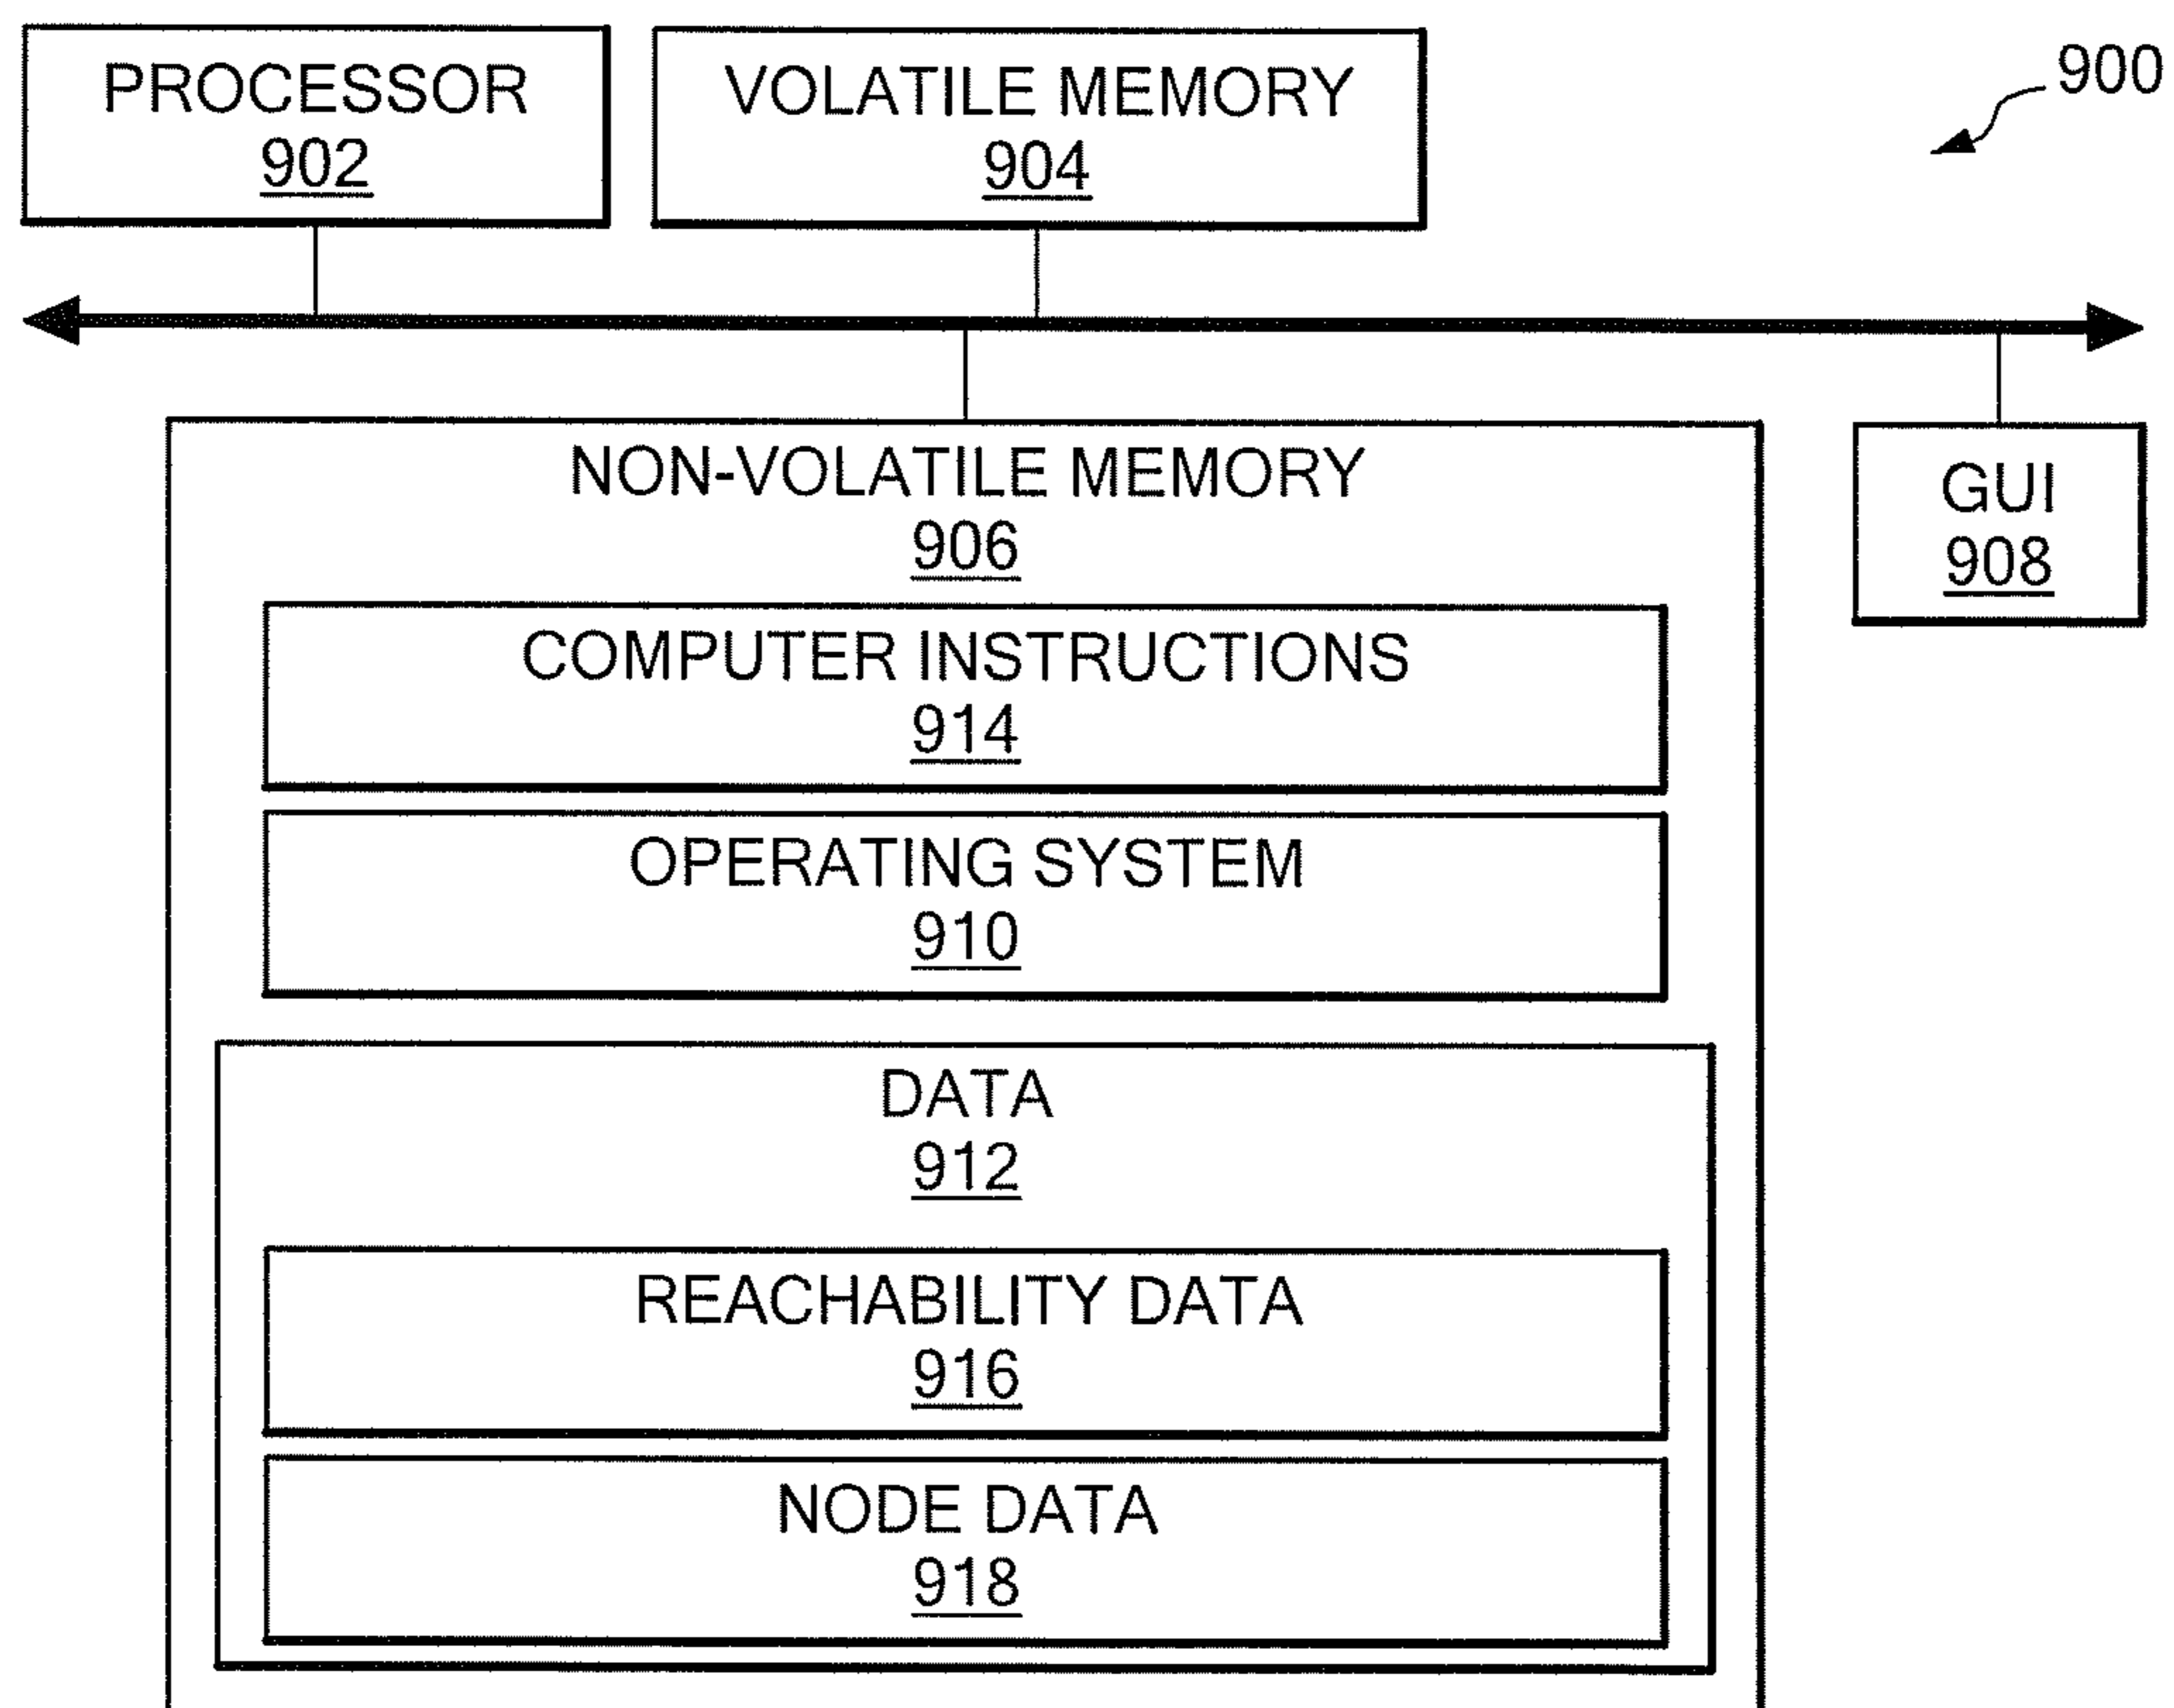 PROCESSOR
902
VOLATILE MEMORY
904
900
NON-VOLATILE MEMORY
906
GUI
908
COMPUTER INSTRUCTIONS
914
OPERATING SYSTEM
910
DATA
912
REACHABILITY DATA
916
NODE DATA
918